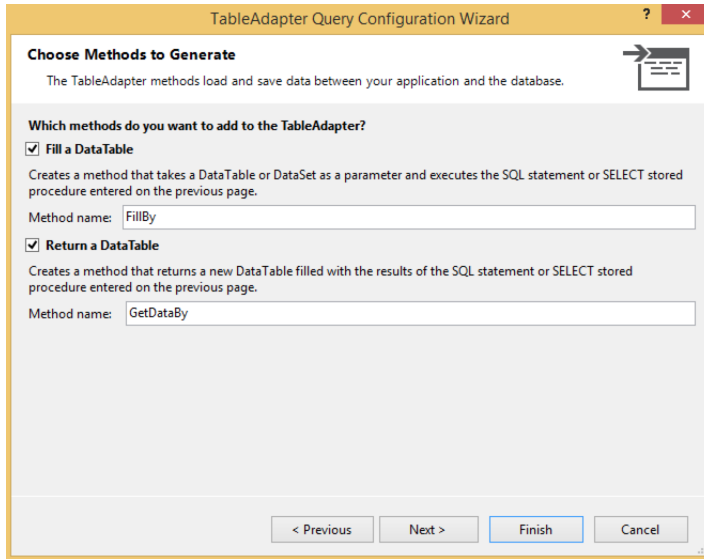 TableAdapter Query Configuration Wizard
?
Choose Methods to Generate
The TableAdapter methods load and save data between your application and the database.
Which methods do you want to add to the TableAdapter?
Fill a DataTable
Creates a method that takes a DataTable or DataSet as a parameter and executes the SQL statement or SELECT stored
procedure entered on the previous page.
Method name: FillBy
Return a DataTable
Creates a method that returns a new DataTable filled with the results of the SQL statement or SELECT stored
procedure entered on the previous page.
Method name: GetDataBy
< Previous Next > Finish Cancel